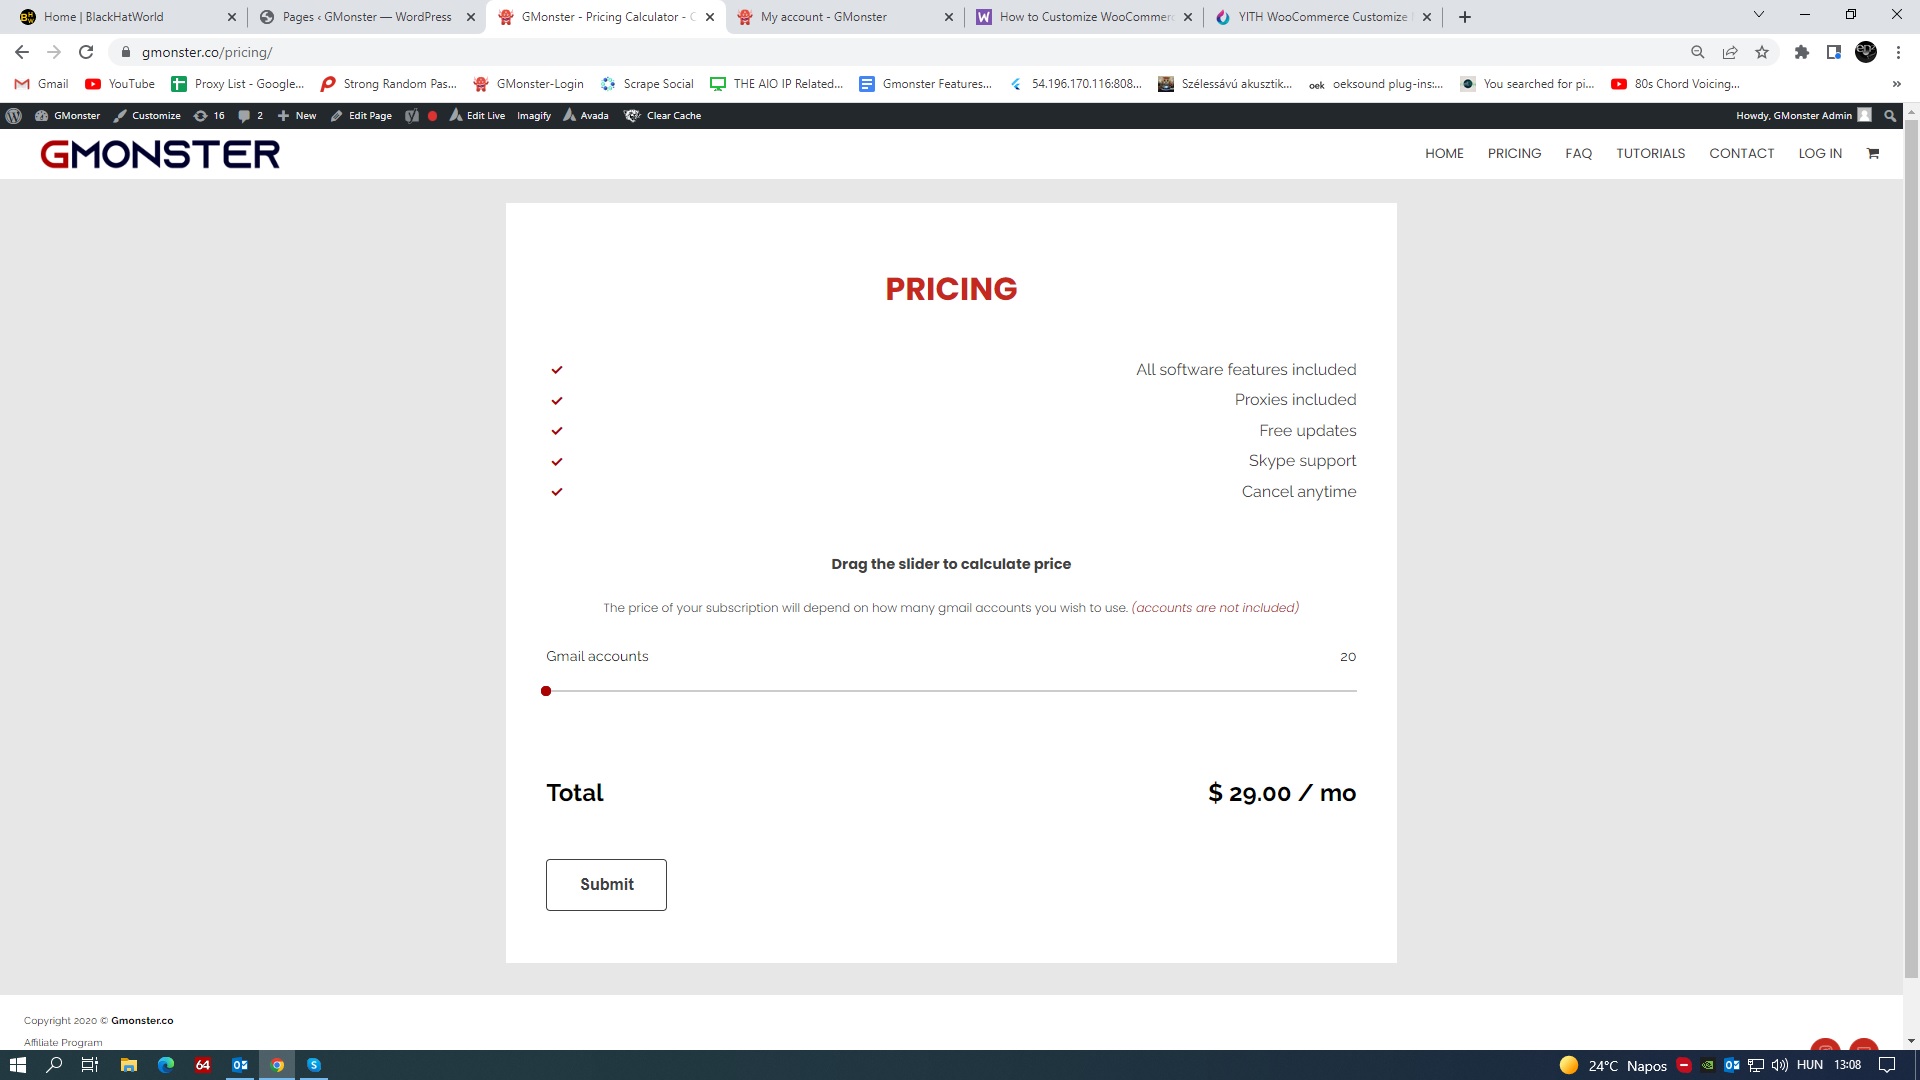 Home | BlackHatWorld
Pages ‹ GMonster — WordPress
GMonster - Pricing Calculator -
My account - GMonster
How to Customize WooCommer
YITH WooCommerce Customize
gmonster.co/pricing/
Gmail
YouTube
Proxy List - Google...
Strong Random Pas...
GMonster-Login
Scrape Social
THE AIO IP Related...
Gmonster Features...
54.196.170.116:808...
Szélessávú akusztik...
oek
oeksound plug-ins:...
You searched for pi...
80s Chord Voicing...
»
GMonster
Customize
16
2
New
Edit Page
Edit Live
Imagify
Avada
Clear Cache
Howdy, GMonster Admin
GMONSTER
HOME
PRICING
FAQ
TUTORIALS
CONTACT
LOG IN
PRICING
All software features included
Proxies included
Free updates
Skype support
Cancel anytime
Drag the slider to calculate price
The price of your subscription will depend on how many gmail accounts you wish to use. (accounts are not included)
Gmail accounts
20
Total
$ 29.00 / mo
Submit
Copyright 2020 © Gmonster.co
Affiliate Program
64
24°C Napos
HUN
13:08